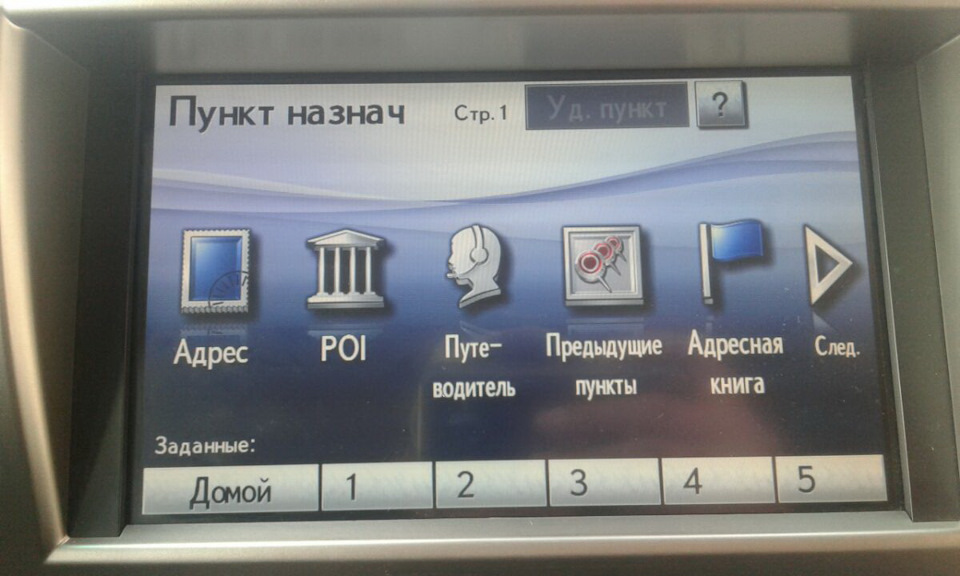 Пункт назнач Стр.1 Уд. пункт ?
Адрес
POI
Путе-
водитель
Предыдущие
пункты
Адресная
книга
След.
Заданные:
Домой 1 2 3 4 5